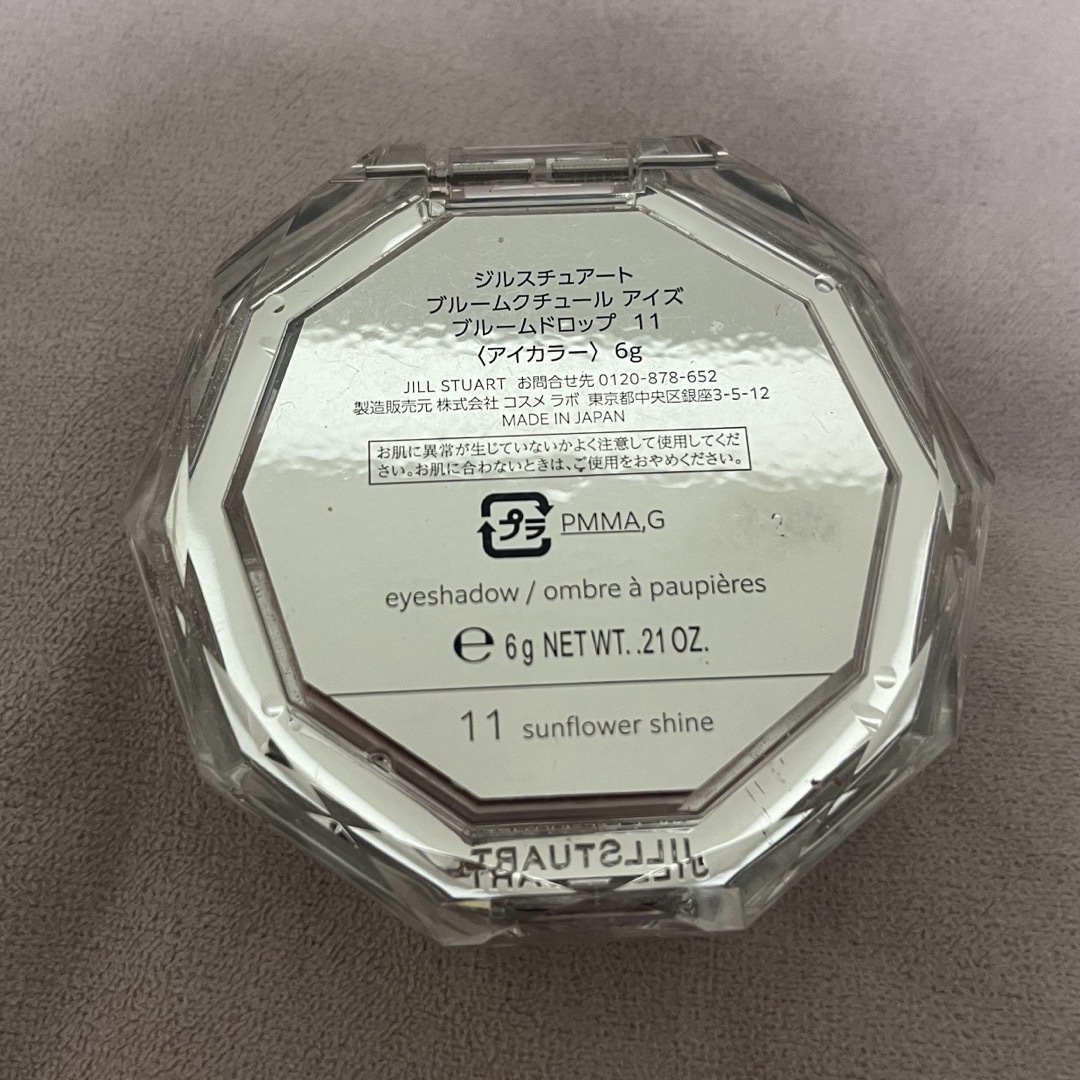 ジルスチュアート
ブルームクチュール アイズ
ブルームドロップ 11
〈アイカラー〉 6g
JILL STUART お問合せ先 0120-878-652
製造販売元 株式会社 コスメ ラボ 東京都中央区銀座3-5-12
MADE IN JAPAN
お肌に異常が生じていないかよく注意して使用してくだ
さい。お肌に合わないときは、ご使用をおやめください。
プラ PMMA,G
eyeshadow / ombre à paupières
℮ 6g NET WT. .21 OZ.
11 sunflower shine
JILLSTUART